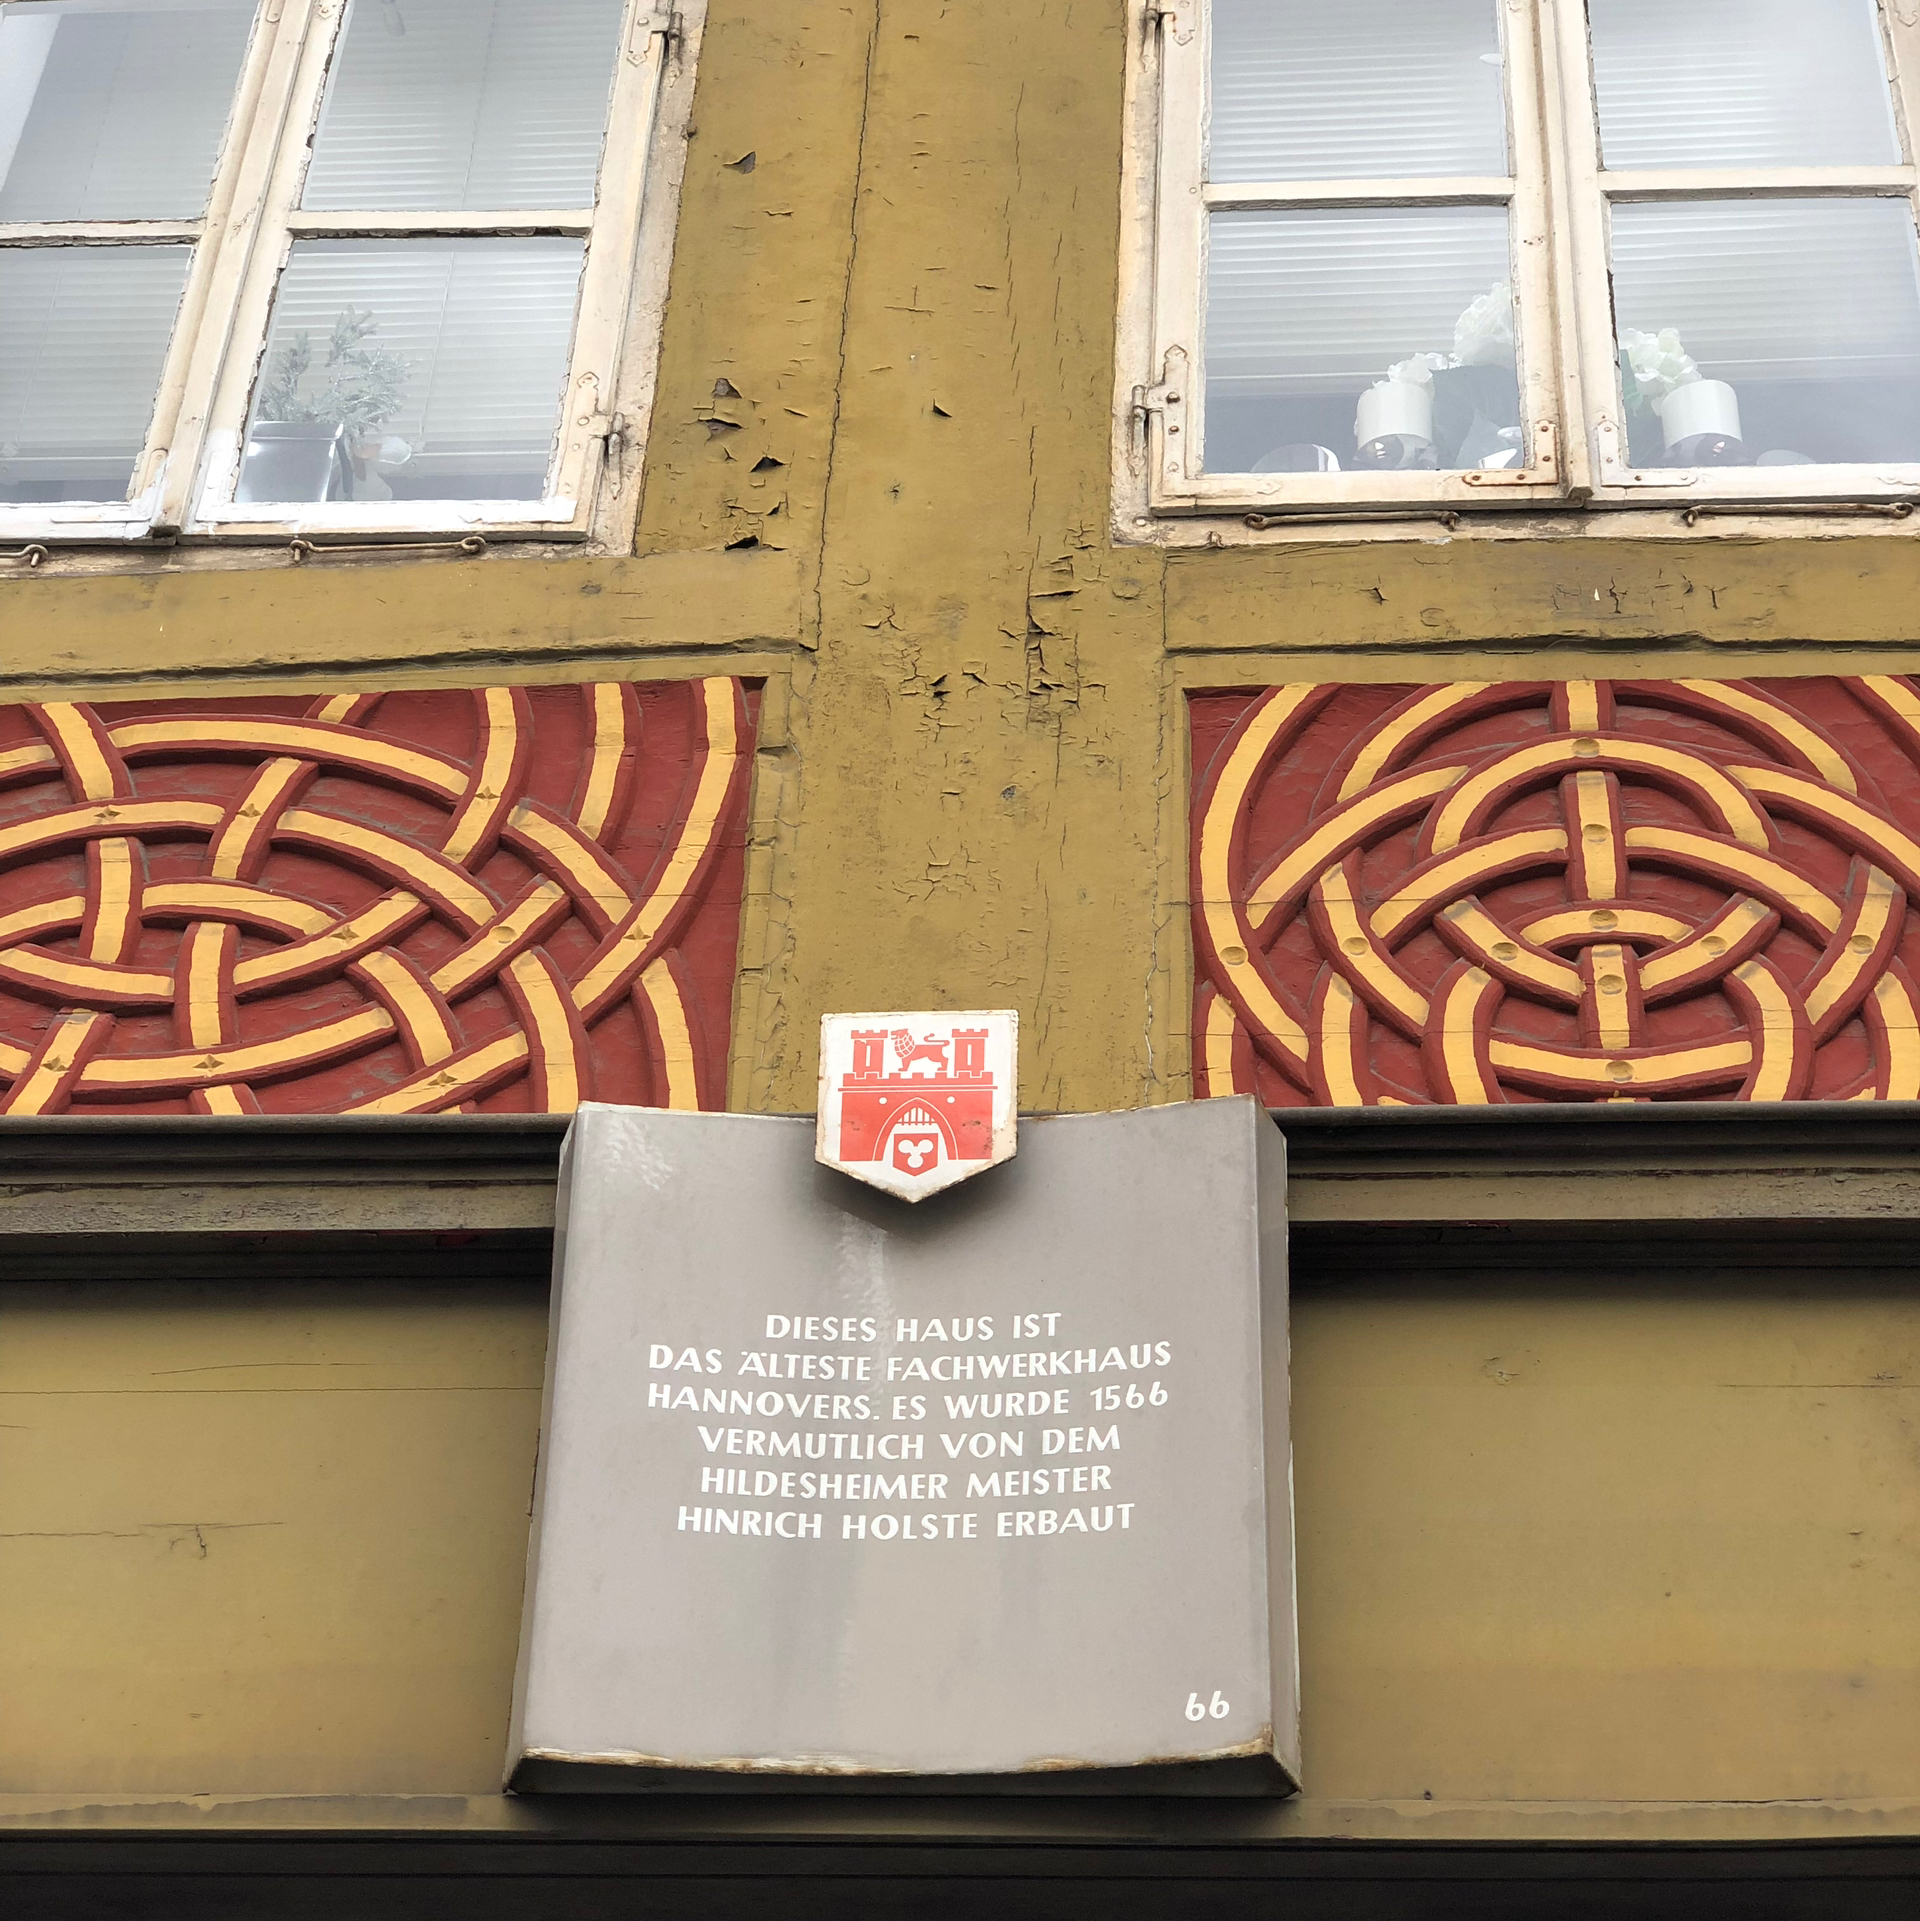 DIESES HAUS IST
DAS ÄLTESTE FACHWERKHAUS
HANNOVERS. ES WURDE 1566
VERMUTLICH VON DEM
HILDESHEIMER MEISTER
HINRICH HOLSTE ERBAUT
66